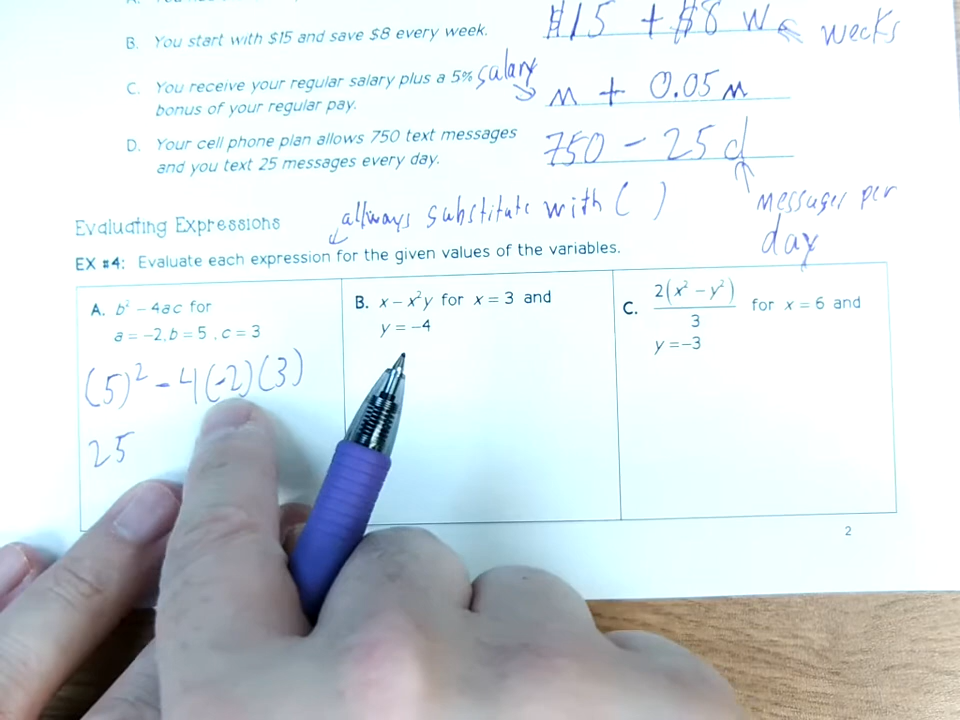 B. You start with $15 and save $8 every week.
$15 + $8 w
weeks
C. You receive your regular salary plus a 5%
bonus of your regular pay.
salary
m + 0.05 m
D. Your cell phone plan allows 750 text messages
and you text 25 messages every day.
750 - 25 d
messages per
day
Evaluating Expressions
allways substitute with ( )
EX #4: Evaluate each expression for the given values of the variables.
A. b² - 4ac for
a = -2, b = 5, c = 3
(5)² - 4(-2)(3)
25
B. x - x²y for x = 3 and
y = -4
C. 2(x² - y²)/3 for x = 6 and
y = -3
2